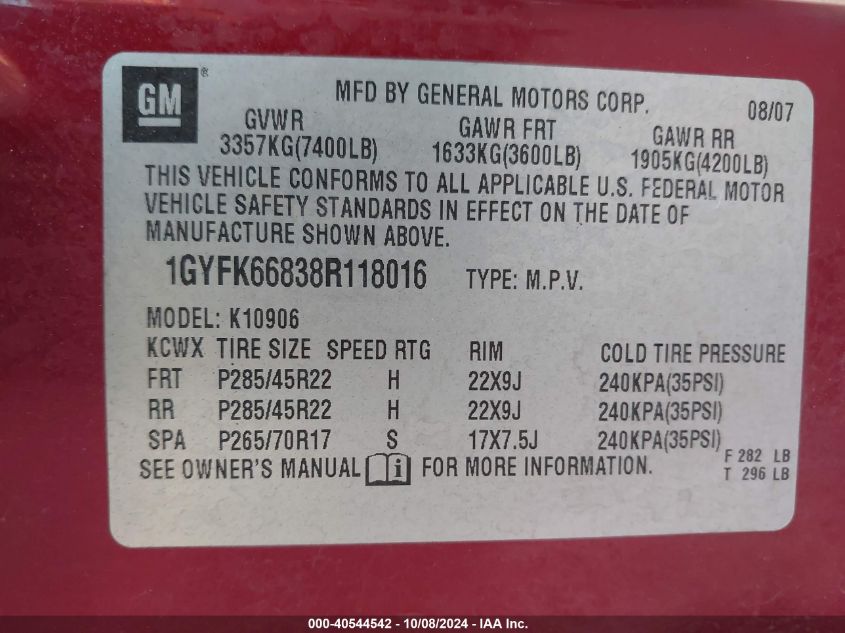 GM®
MFD BY GENERAL MOTORS CORP. 08/07
GVWR GAWR FRT GAWR RR
3357KG(7400LB) 1633KG(3600LB) 1905KG(4200LB)
THIS VEHICLE CONFORMS TO ALL APPLICABLE U.S. FEDERAL MOTOR
VEHICLE SAFETY STANDARDS IN EFFECT ON THE DATE OF
MANUFACTURE SHOWN ABOVE.
1GYFK66838R118016 TYPE: M.P.V.
MODEL: K10906
KCWX TIRE SIZE SPEED RTG RIM COLD TIRE PRESSURE
FRT P285/45R22 H 22X9J 240KPA(35PSI)
RR P285/45R22 H 22X9J 240KPA(35PSI)
SPA P265/70R17 S 17X7.5J 240KPA(35PSI)
SEE OWNER'S MANUAL i FOR MORE INFORMATION.
F 282 LB
T 296 LB
000-40544542 - 10/08/2024 - IAA Inc.